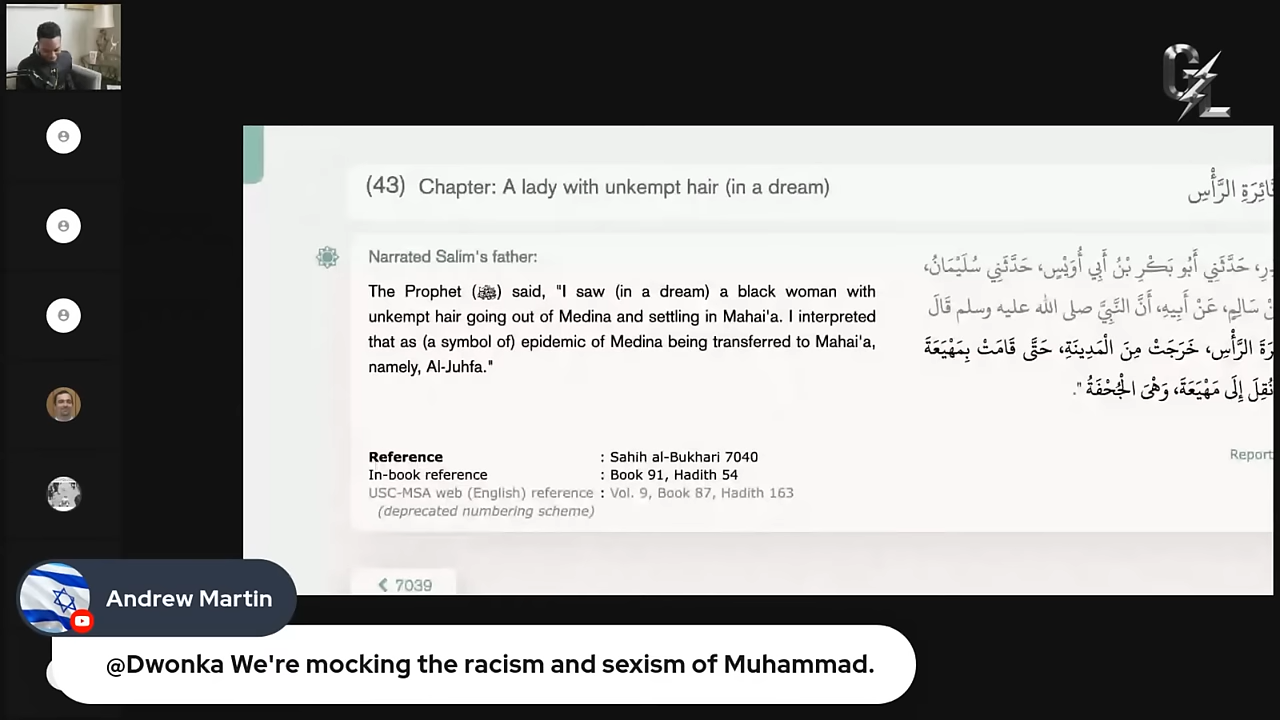 GL
(43) Chapter: A lady with unkempt hair (in a dream)
الرَّأْسِ
Narrated Salim's father:
The Prophet (ﷺ) said, "I saw (in a dream) a black woman with
unkempt hair going out of Medina and settling in Mahai'a. I interpreted
that as (a symbol of) epidemic of Medina being transferred to Mahai'a,
namely, Al-Juhfa."
حَدَّثَنِي أَبُو بَكْرِ بْنُ أَبِي أُوَيْسٍ، حَدَّثَنِي سُلَيْمَانُ،
سَالِمٍ، عَنْ أَبِيهِ، أَنَّ النَّبِيَّ صلى الله عليه وسلم قَالَ
الرَّأْسِ، خَرَجَتْ مِنَ الْمَدِينَةِ، حَتَّى قَامَتْ بِمَهْيَعَةَ
نُقِلَ إِلَى مَهْيَعَةَ، وَهْىَ الْجُحْفَةُ ".
Reference : Sahih al-Bukhari 7040
In-book reference : Book 91, Hadith 54
USC-MSA web (English) reference : Vol. 9, Book 87, Hadith 163
(deprecated numbering scheme)
Report
7039
Andrew Martin
@Dwonka We're mocking the racism and sexism of Muhammad.